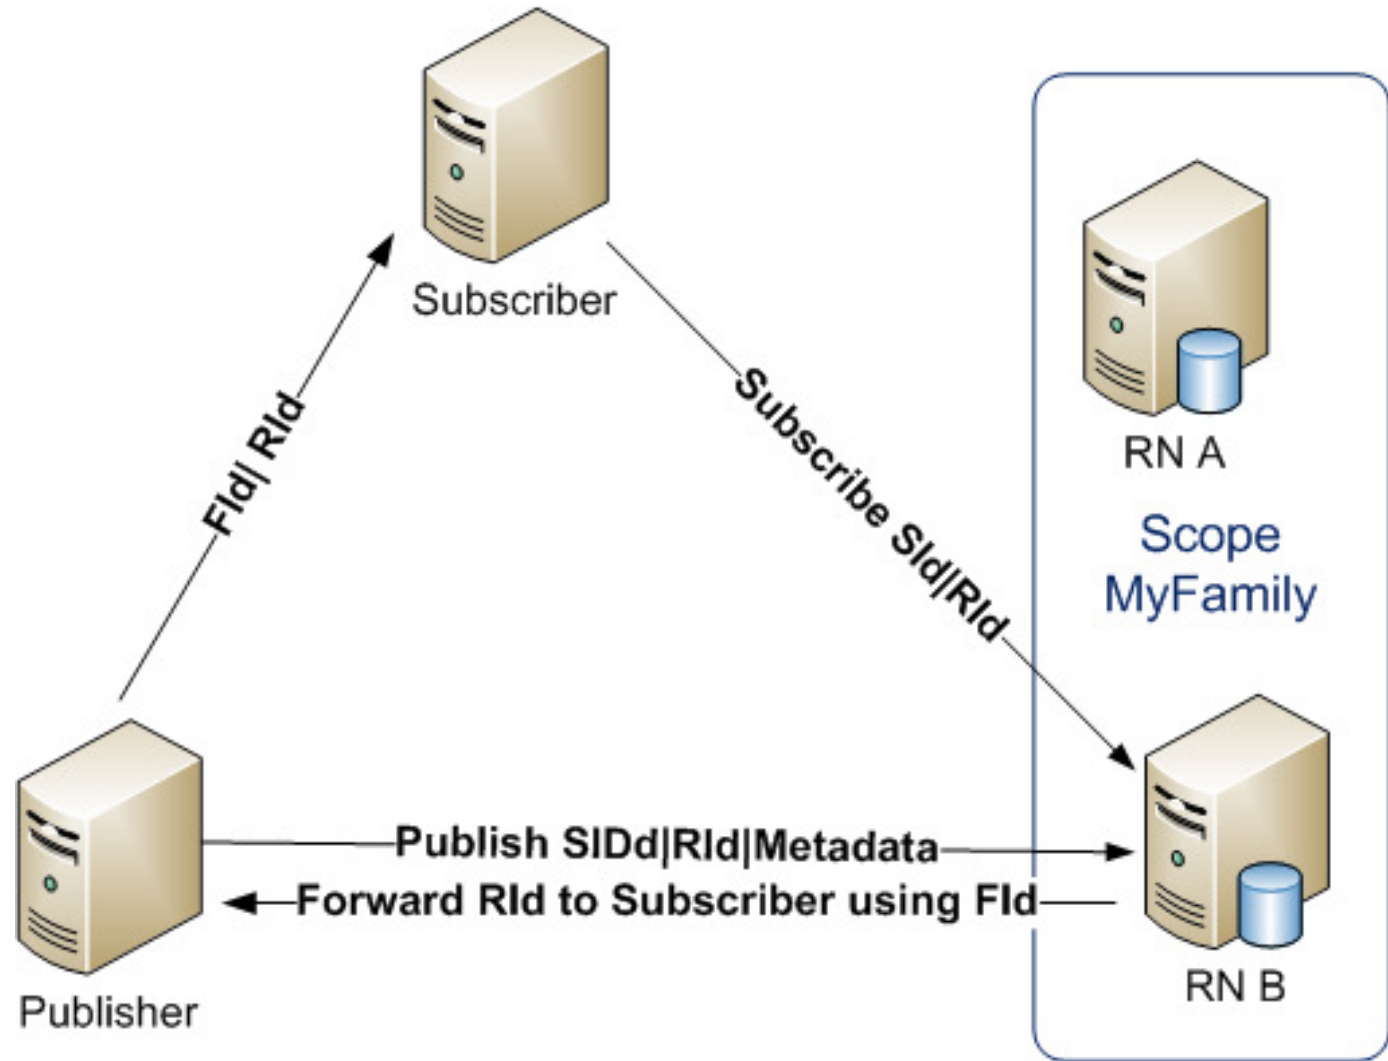 Subscriber
FId| RId
Subscribe SId|RId
RN A
Scope
MyFamily
Publish SIDd|RId|Metadata
Forward RId to Subscriber using FId
RN B
Publisher